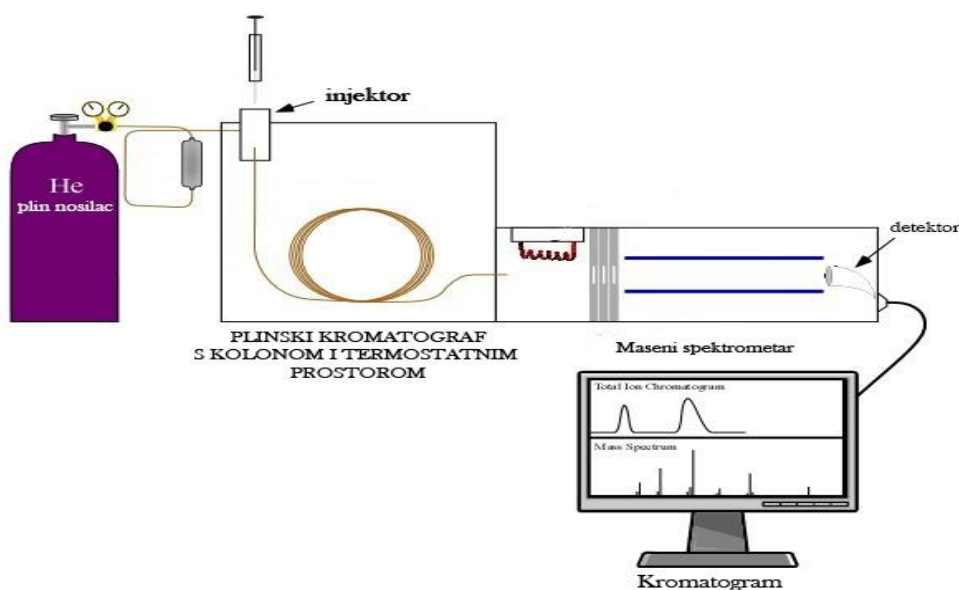 injektor
He
plin nosilac
detektor
PLINSKI KROMATOGRAF
S KOLONOM I TERMOSTATNIM
PROSTOROM
Maseni spektrometar
Total Ion Chromatogram
Mass Spectrum
Kromatogram